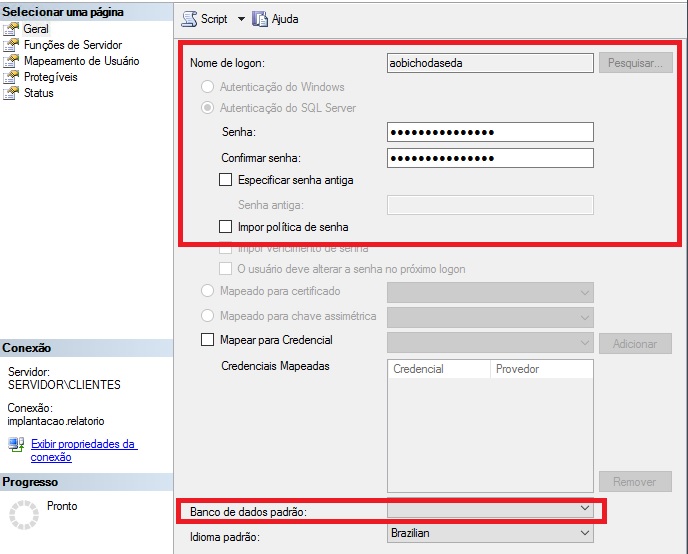 Selecionar uma página
Geral
Funções de Servidor
Mapeamento de Usuário
Protegíveis
Status
Script
Ajuda
Nome de logon:
aobichodaseda
Pesquisar...
Autenticação do Windows
Autenticação do SQL Server
Senha:
●●●●●●●●●●●●●●●
Confirmar senha:
●●●●●●●●●●●●●●●
Especificar senha antiga
Senha antiga:
Impor política de senha
Impor vencimento de senha
O usuário deve alterar a senha no próximo logon
Mapeado para certificado
Mapeado para chave assimétrica
Mapear para Credencial
Adicionar
Credenciais Mapeadas
Credencial Provedor
Remover
Banco de dados padrão:
Idioma padrão:
Brazilian
Conexão
Servidor:
SERVIDOR\CLIENTES
Conexão:
implantacao.relatorio
Exibir propriedades da
conexão
Progresso
Pronto